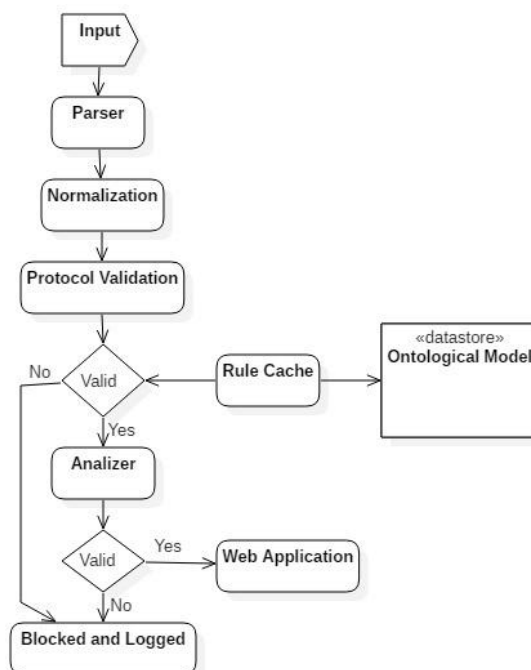 Input
Parser
Normalization
Protocol Validation
No
Valid
Rule Cache
«datastore»
Ontological Model
Yes
Analizer
Valid
Yes
Web Application
No
Blocked and Logged